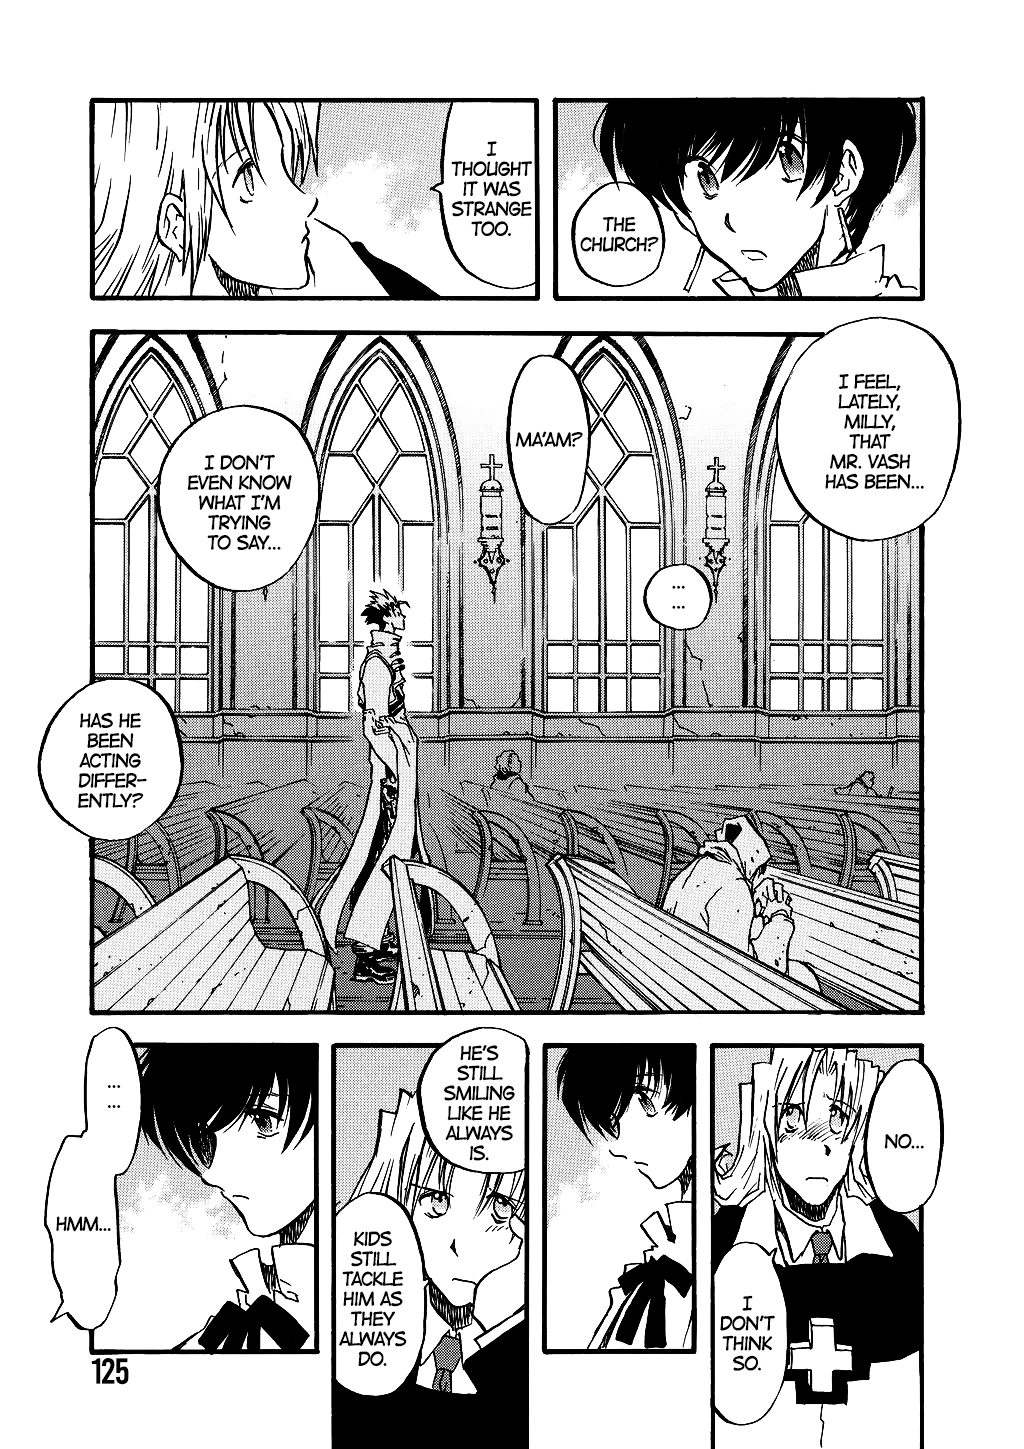 THE
CHURCH?
I
THOUGHT
IT WAS
STRANGE
TOO.
I FEEL,
LATELY,
MILLY,
THAT
MR. VASH
HAS BEEN...
...
...
MA'AM?
I DON'T
EVEN KNOW
WHAT I'M
TRYING
TO SAY...
HAS HE
BEEN
ACTING
DIFFER-
ENTLY?
NO...
I
DON'T
THINK
SO.
HE'S
STILL
SMILING
LIKE HE
ALWAYS
IS.
KIDS
STILL
TACKLE
HIM AS
THEY
ALWAYS
DO.
...
...
HMM...
125